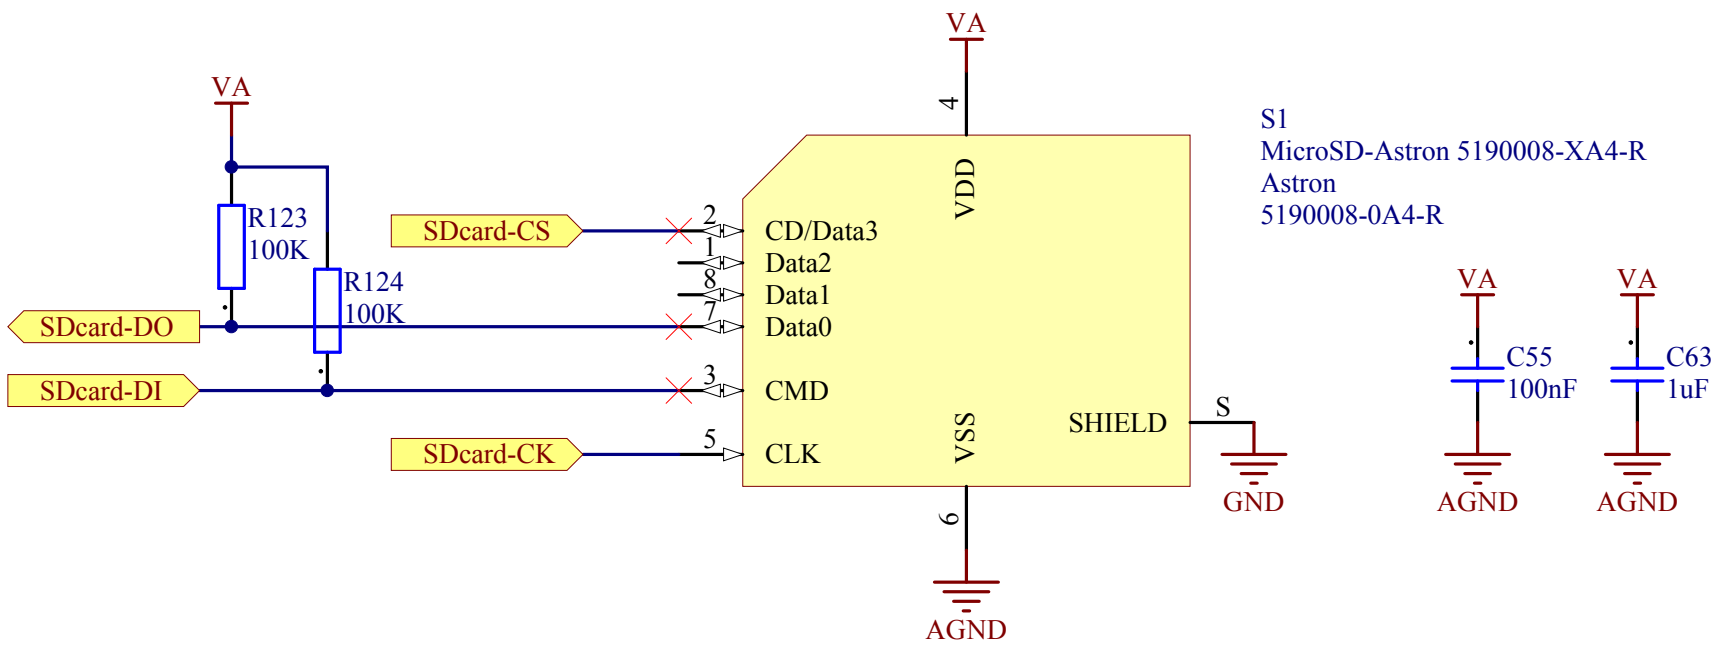 VA
VA
4
S1
MicroSD-Astron 5190008-XA4-R
Astron
5190008-0A4-R
VDD
R123
100K
SDcard-CS
2
CD/Data3
1
Data2
R124
100K
8
Data1
SDcard-DO
7
Data0
SDcard-DI
3
CMD
SDcard-CK
5
CLK
VSS
SHIELD
S
GND
6
AGND
VA
C55
100nF
AGND
VA
C63
1uF
AGND